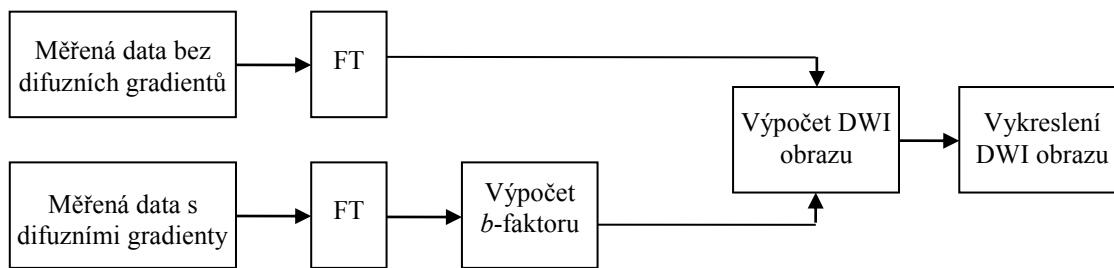 Měřená data bez
difuzních gradientů
FT
Výpočet DWI
obrazu
Vykreslení
DWI obrazu
Měřená data s
difuzními gradienty
FT
Výpočet
b-faktoru